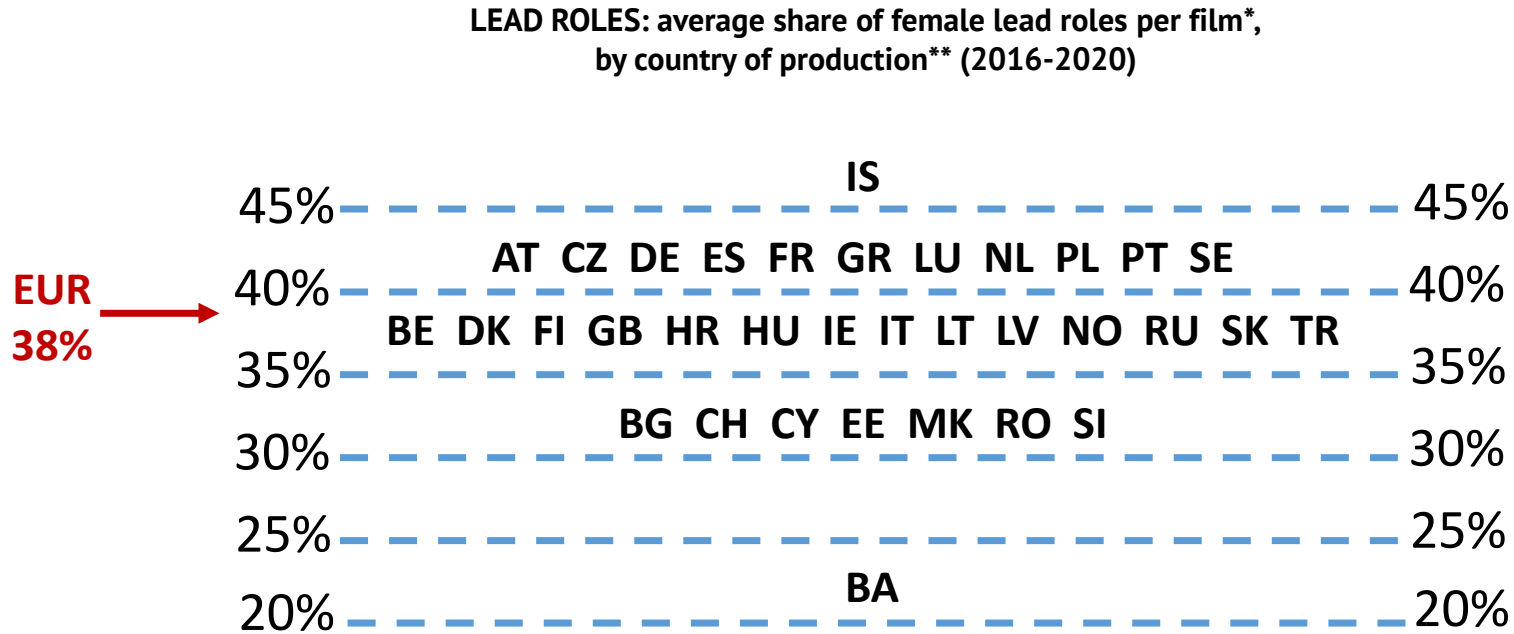 LEAD ROLES: average share of female lead roles per film*,
by country of production** (2016-2020)
IS
45% 45%
AT CZ DE ES FR GR LU NL PL PT SE
EUR
40% 40%
38%
BE DK FI GB HR HU IE IT LT LV NO RU SK TR
35% 35%
BG CH CY EE MK RO SI
30% 30%
25% 25%
BA
20% 20%